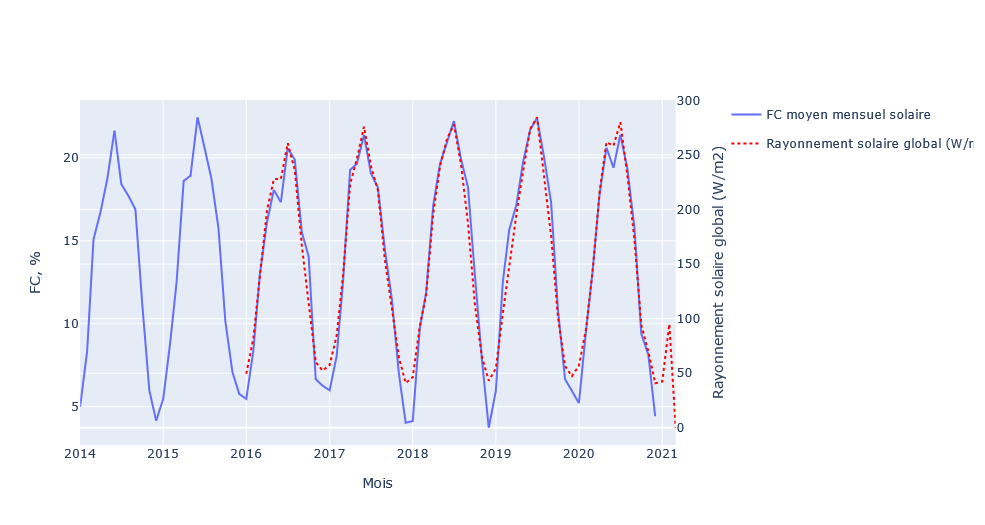 FC moyen mensuel solaire
Rayonnement solaire global (W/r
FC, %
20
15
10
5
300
250
200
150
100
50
0
Rayonnement solaire global (W/m2)
2014 2015 2016 2017 2018 2019 2020 2021
Mois